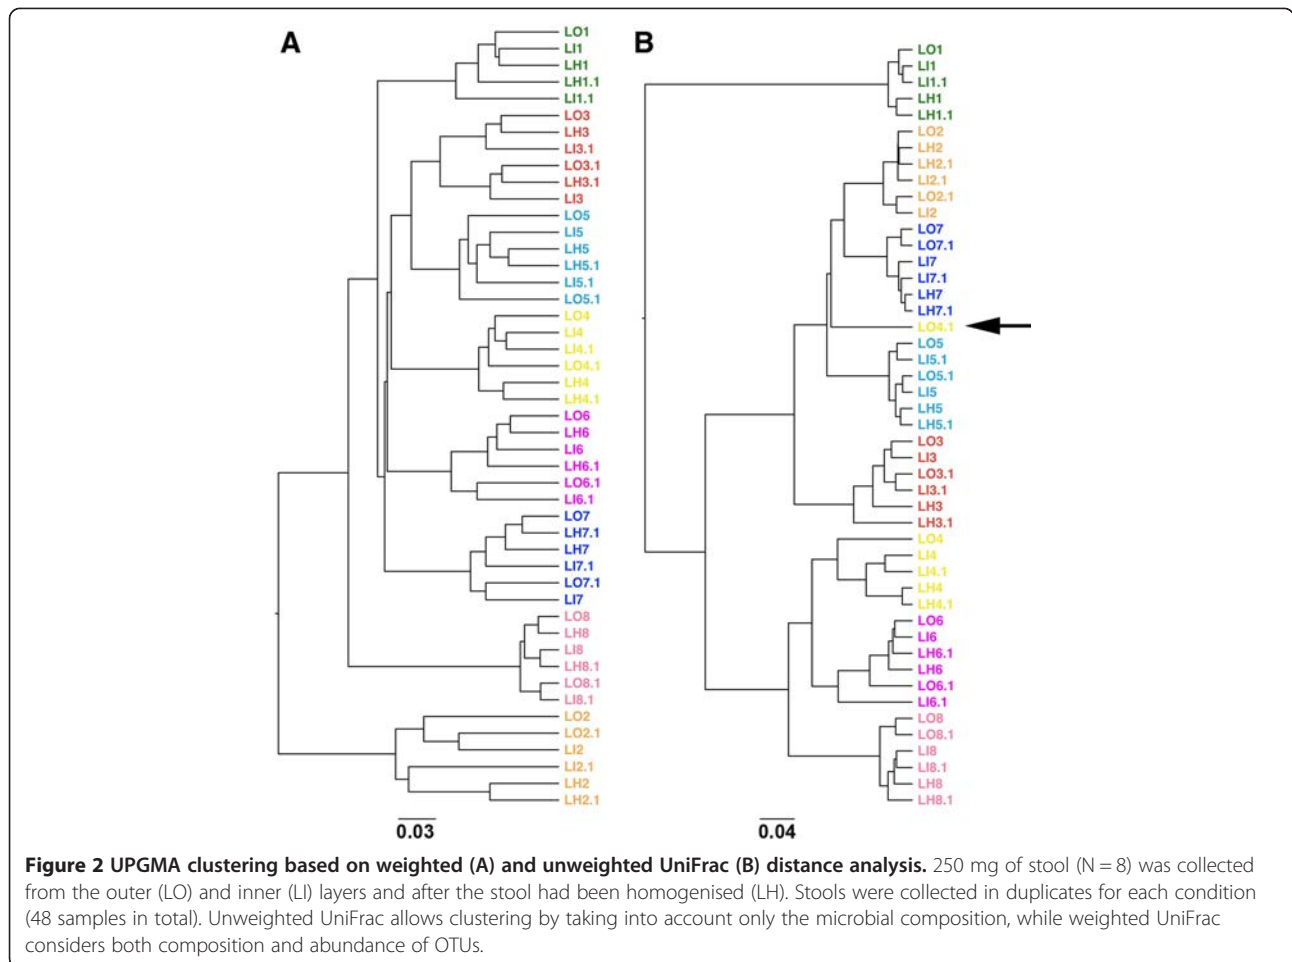 A
LO1
LI1
LH1
LH1.1
LI1.1
LO3
LH3
LI3.1
LO3.1
LH3.1
LI3
LO5
LI5
LH5
LH5.1
LI5.1
LO5.1
LO4
LI4
LI4.1
LO4.1
LH4
LH4.1
LO6
LH6
LI6
LH6.1
LO6.1
LI6.1
LO7
LH7.1
LH7
LI7.1
LO7.1
LI7
LO8
LH8
LI8
LH8.1
LO8.1
LI8.1
LO2
LO2.1
LI2
LI2.1
LH2
LH2.1
0.03
B
LO1
LI1
LI1.1
LH1
LH1.1
LO2
LH2
LH2.1
LI2.1
LO2.1
LI2
LO7
LO7.1
LI7
LI7.1
LH7
LH7.1
LO4.1
LO5
LI5.1
LO5.1
LI5
LH5
LH5.1
LO3
LI3
LO3.1
LI3.1
LH3
LH3.1
LO4
LI4
LI4.1
LH4
LH4.1
LO6
LI6
LH6.1
LH6
LO6.1
LI6.1
LO8
LO8.1
LI8
LI8.1
LH8
LH8.1
0.04
Figure 2 UPGMA clustering based on weighted (A) and unweighted UniFrac (B) distance analysis. 250 mg of stool (N = 8) was collected
from the outer (LO) and inner (LI) layers and after the stool had been homogenised (LH). Stools were collected in duplicates for each condition
(48 samples in total). Unweighted UniFrac allows clustering by taking into account only the microbial composition, while weighted UniFrac
considers both composition and abundance of OTUs.